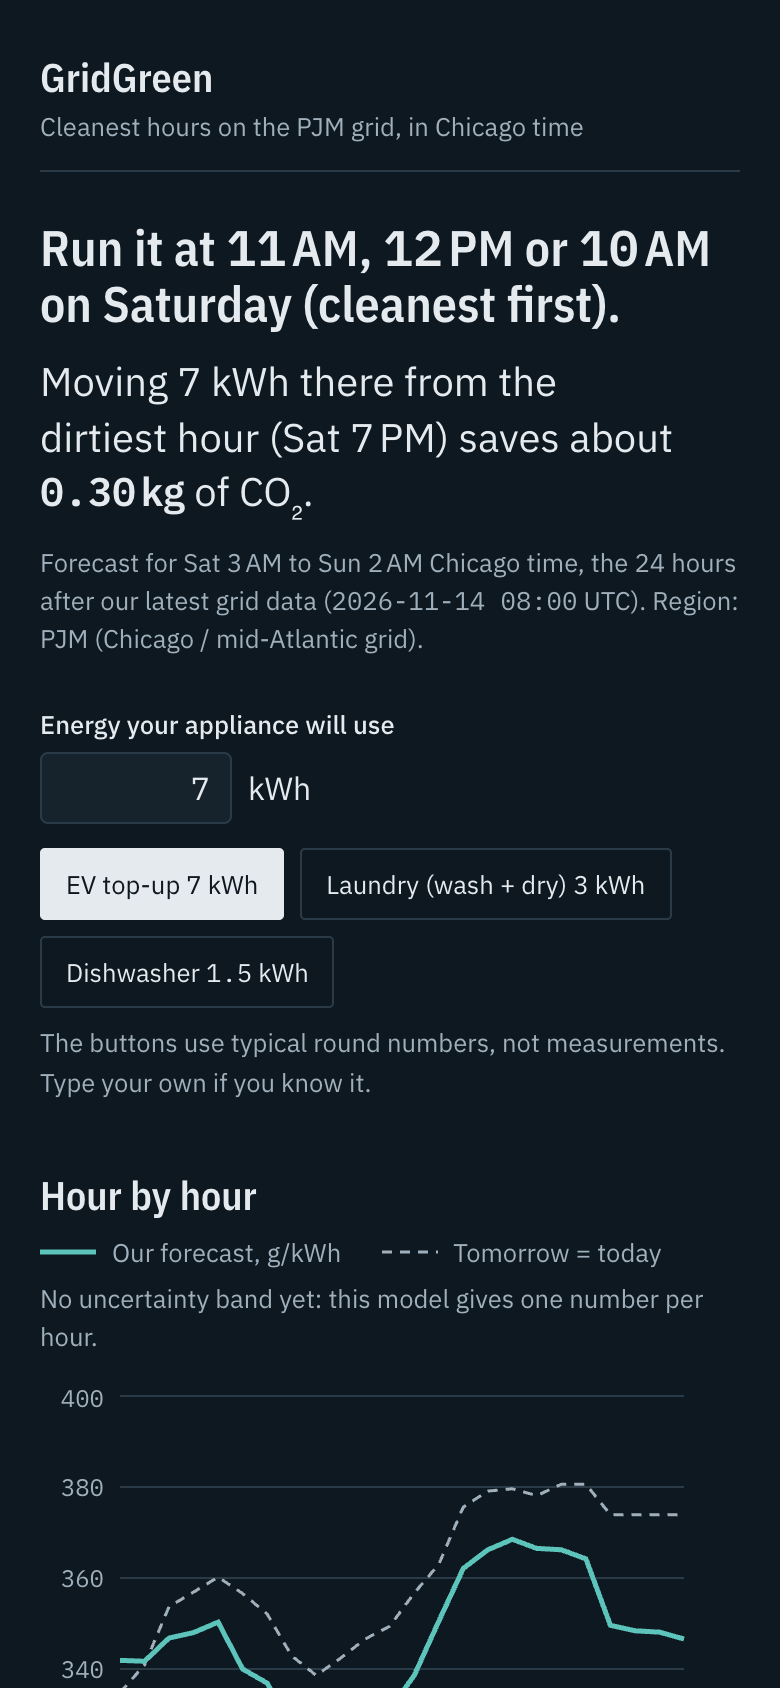 GridGreen
Cleanest hours on the PJM grid, in Chicago time
Run it at 11 AM, 12 PM or 10 AM
on Saturday (cleanest first).
Moving 7 kWh there from the
dirtiest hour (Sat 7 PM) saves about
0.30 kg of CO₂.
Forecast for Sat 3 AM to Sun 2 AM Chicago time, the 24 hours
after our latest grid data (2026-11-14 08:00 UTC). Region:
PJM (Chicago / mid-Atlantic grid).
Energy your appliance will use
7 kWh
EV top-up 7 kWh
Laundry (wash + dry) 3 kWh
Dishwasher 1.5 kWh
The buttons use typical round numbers, not measurements.
Type your own if you know it.
Hour by hour
Our forecast, g/kWh
Tomorrow = today
No uncertainty band yet: this model gives one number per
hour.
400
380
360
340